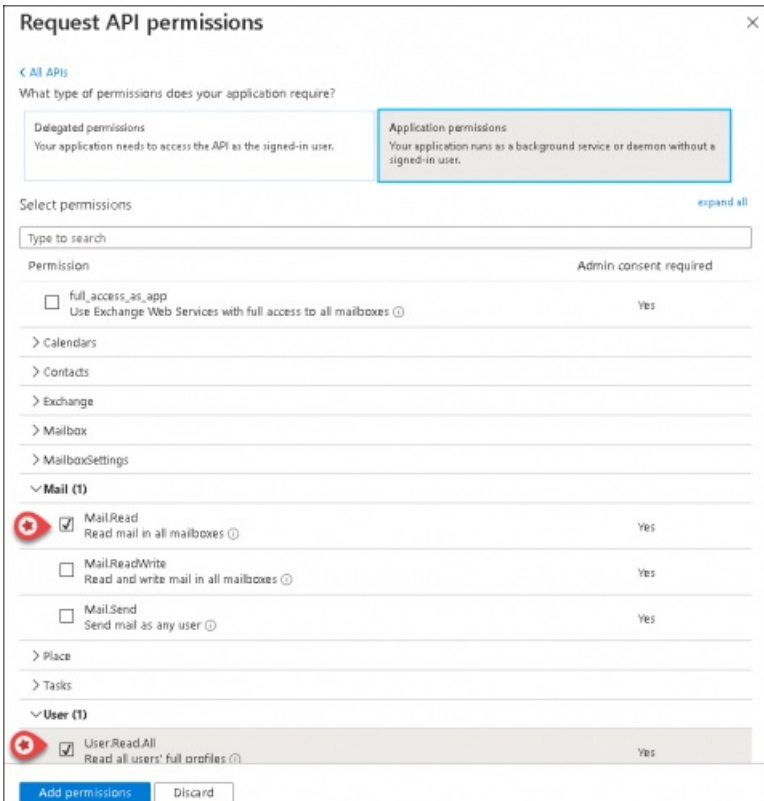 Request API permissions
All APIs
What type of permissions does your application require?
Delegated permissions
Your application needs to access the API as the signed-in user.
Application permissions
Your application runs as a background service or daemon without a
signed-in user.
Select permissions
expand all
Type to search
Permission
Admin consent required
full_access_as_app
Use Exchange Web Services with full access to all mailboxes
Yes
Calendars
Contacts
Exchange
Mailbox
MailboxSettings
Mail (1)
Mail.Read
Read mail in all mailboxes
Yes
Mail.ReadWrite
Read and write mail in all mailboxes
Yes
Mail.Send
Send mail as any user
Yes
Place
Tasks
User (1)
User.Read.All
Read all users' full profiles
Yes
Add permissions
Discard